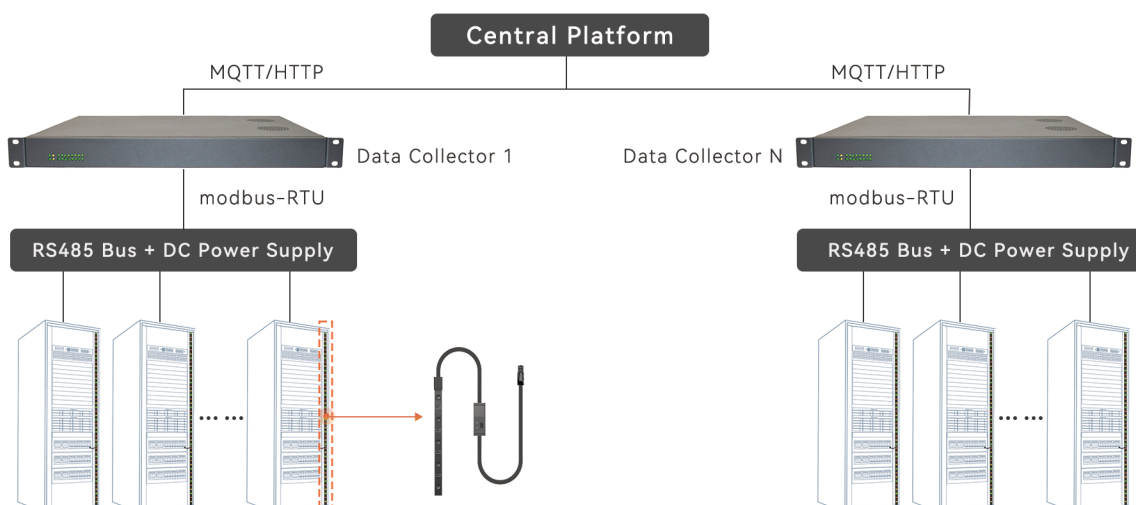 Central Platform
MQTT/HTTP
MQTT/HTTP
Data Collector 1
Data Collector N
modbus-RTU
modbus-RTU
RS485 Bus + DC Power Supply
RS485 Bus + DC Power Supply